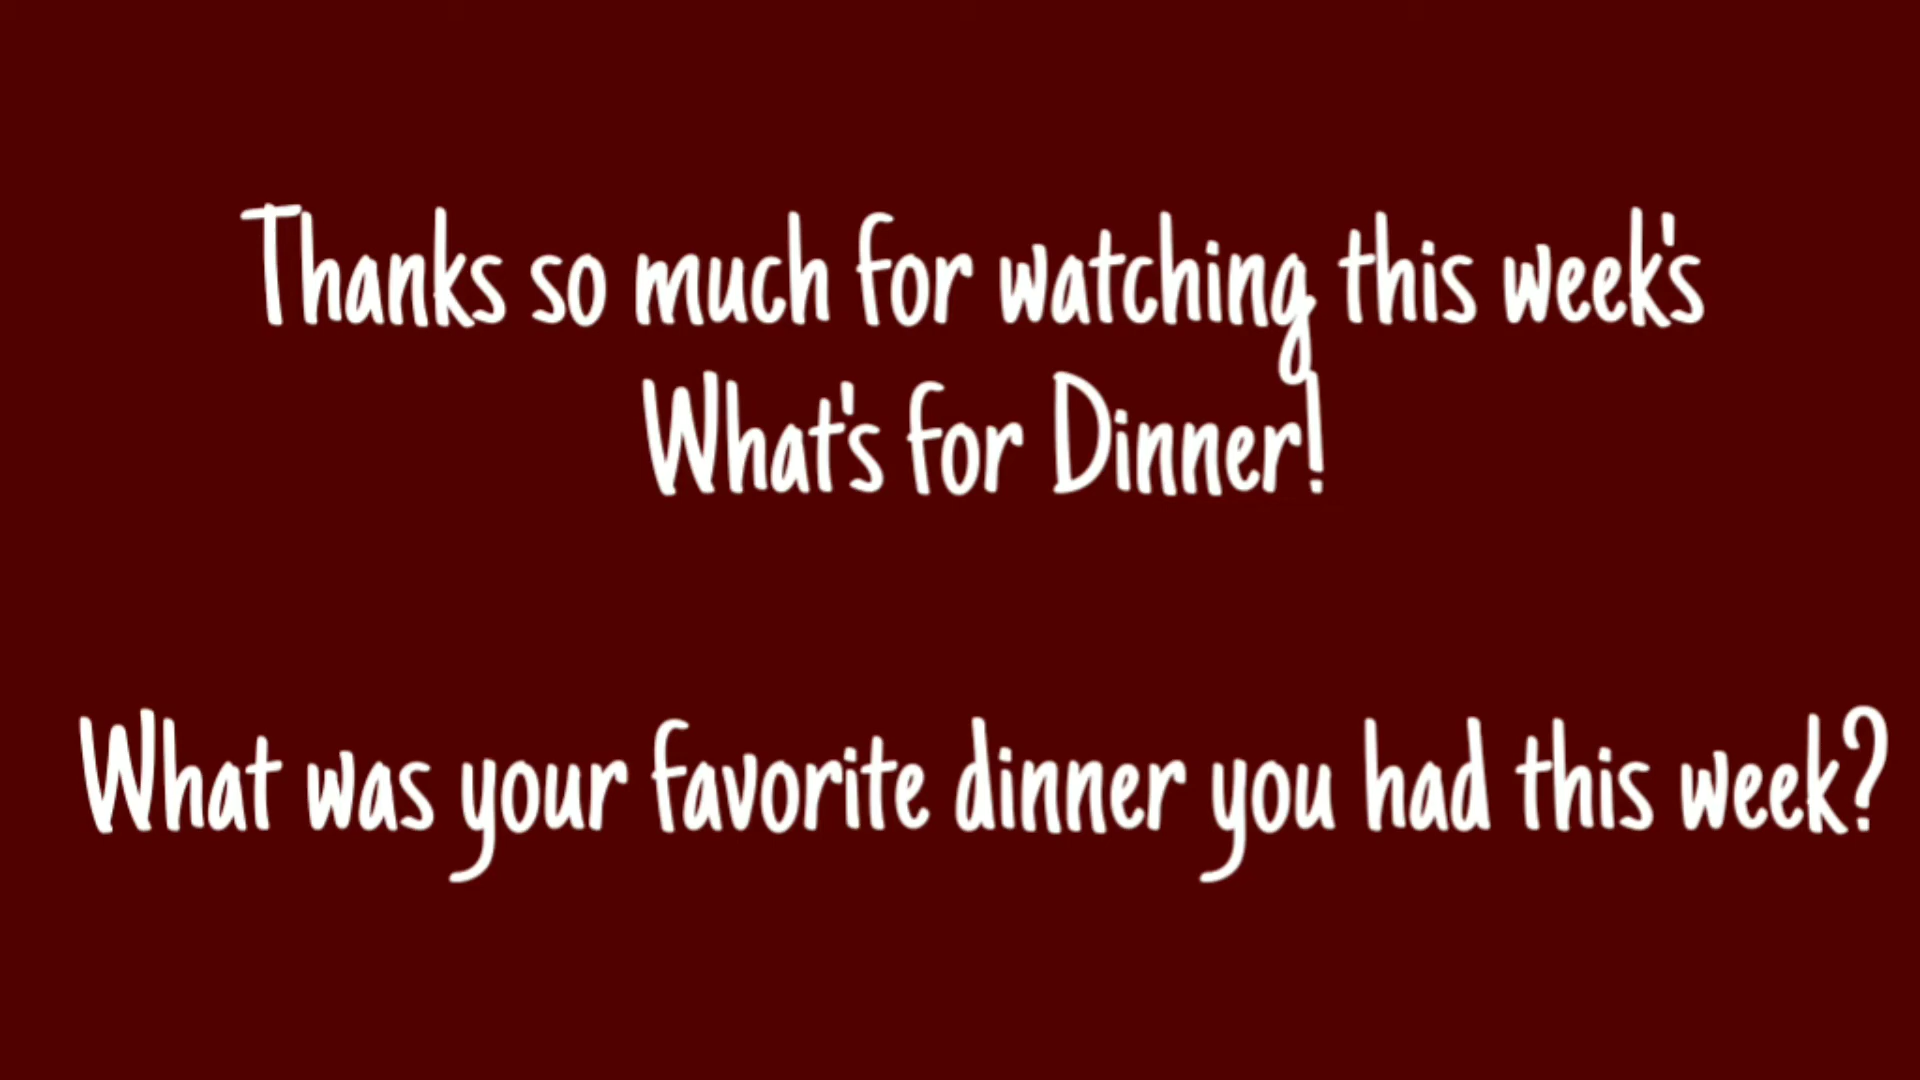 Thanks so much for watching this week's
What's for Dinner!
What was your favorite dinner you had this week?